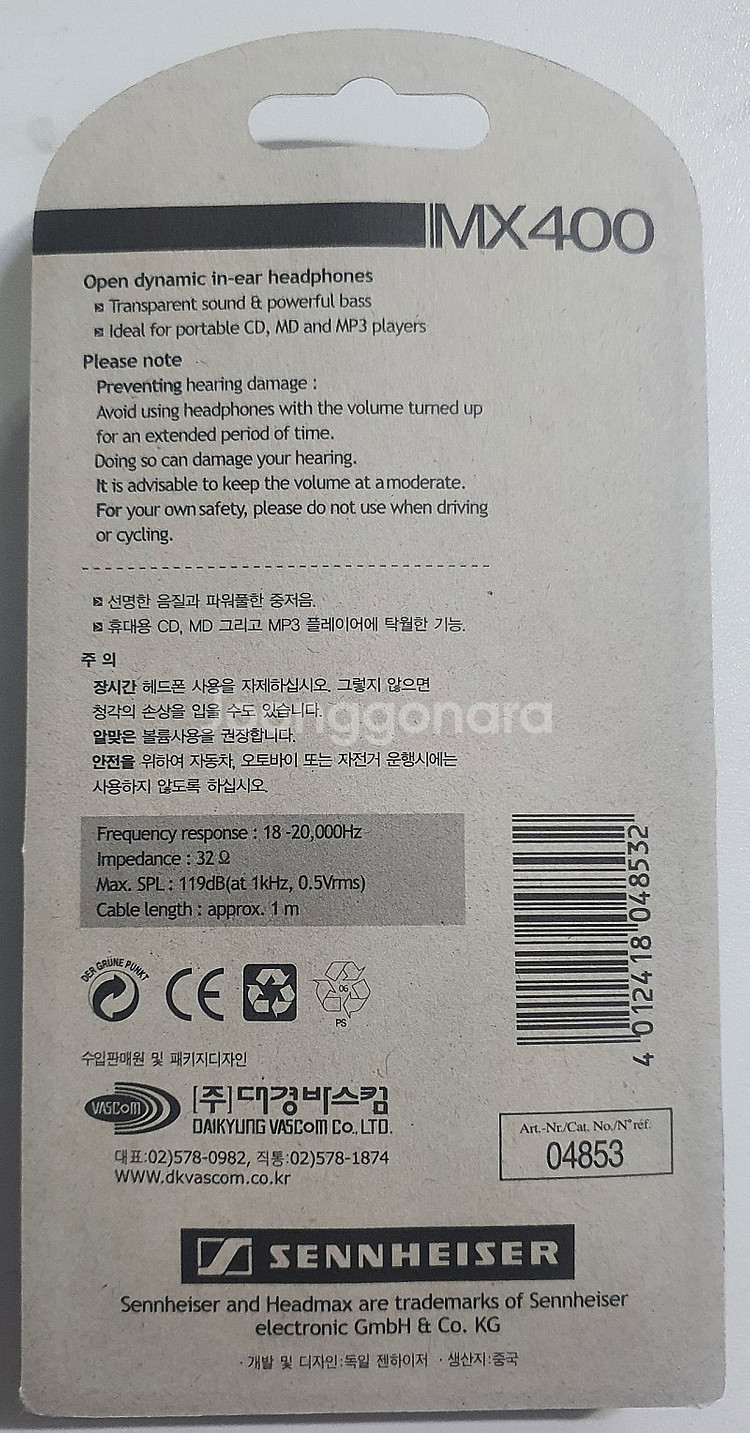 MX400
Open dynamic in-ear headphones
Transparent sound & powerful bass
Ideal for portable CD, MD and MP3 players
Please note
Preventing hearing damage :
Avoid using headphones with the volume turned up
for an extended period of time.
Doing so can damage your hearing.
It is advisable to keep the volume at a moderate.
For your own safety, please do not use when driving
or cycling.
선명한 음질과 파워풀한 중저음.
휴대용 CD, MD 그리고 MP3 플레이어에 탁월한 기능.
주 의
장시간 헤드폰 사용을 자제하십시오. 그렇지 않으면
청각의 손상을 입을 수도 있습니다.
Joonggonara
알맞은 볼륨사용을 권장합니다.
안전을 위하여 자동차, 오토바이 또는 자전거 운행시에는
사용하지 않도록 하십시오.
Frequency response : 18 -20,000Hz
Impedance : 32 Ω
Max. SPL : 119dB(at 1kHz, 0.5Vrms)
Cable length : approx. 1 m
4 012418 048532
DER GRÜNE PUNKT
CE
06
PS
수입판매원 및 패키지디자인
VASCOM
[주]대경바스컴
DAIKYUNG VASCOM CO., LTD.
대표:02)578-0982, 직통:02)578-1874
WWW.dkvascom.co.kr
Art.-Nr./Cat. No./N° réf.
04853
SENNHEISER
Sennheiser and Headmax are trademarks of Sennheiser
electronic GmbH & Co. KG
·개발 및 디자인:독일 젠하이저 ·생산지:중국